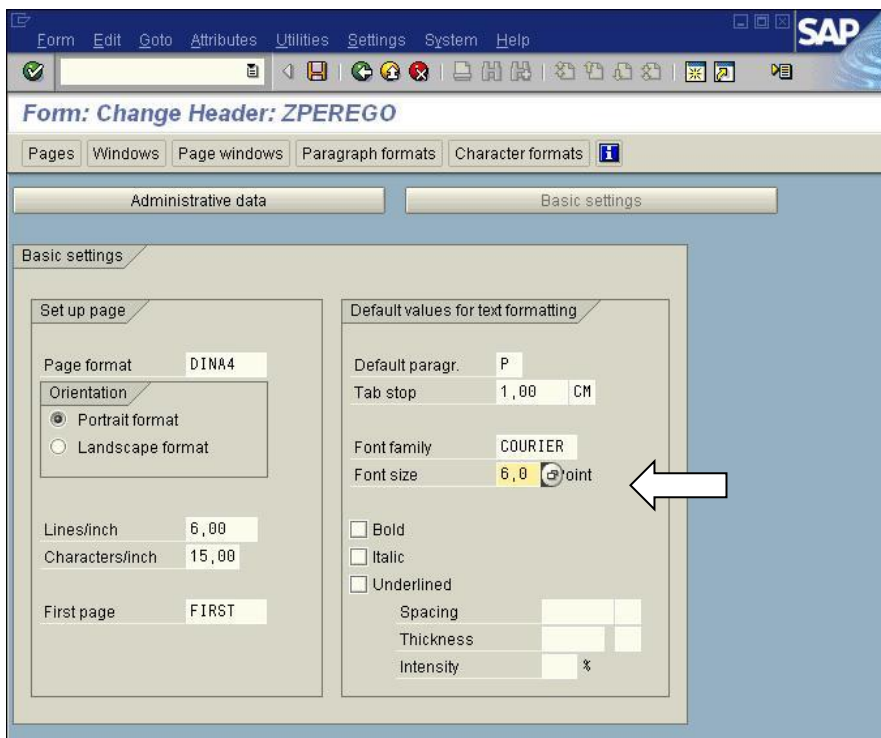 Form Edit Goto Attributes Utilities Settings System Help
SAP
Form: Change Header: ZPEREGO
Pages Windows Page windows Paragraph formats Character formats
Administrative data Basic settings
Basic settings
Set up page
Page format DINA4
Orientation
Portrait format
Landscape format
Lines/inch 6,00
Characters/inch 15,00
First page FIRST
Default values for text formatting
Default paragr. P
Tab stop 1,00 CM
Font family COURIER
Font size 6,0 oint
Bold
Italic
Underlined
Spacing
Thickness
Intensity %